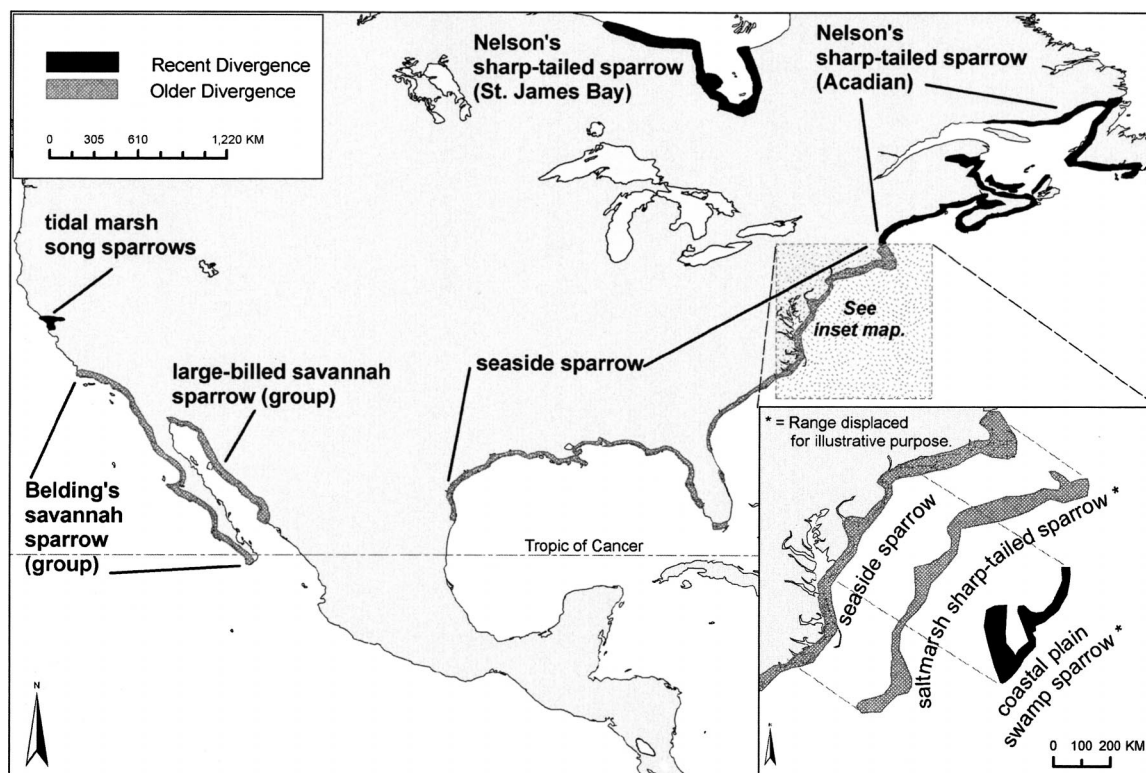 Recent Divergence
Older Divergence
0 305 610 1,220 KM
Nelson's
sharp-tailed sparrow
(St. James Bay)
Nelson's
sharp-tailed sparrow
(Acadian)
tidal marsh
song sparrows
See
inset map.
large-billed savannah
sparrow (group)
seaside sparrow
Belding's
savannah
sparrow
(group)
Tropic of Cancer
N
* = Range displaced
for illustrative purpose.
seaside sparrow
saltmarsh sharp-tailed sparrow *
coastal plain
swamp sparrow *
N
0 100 200 KM